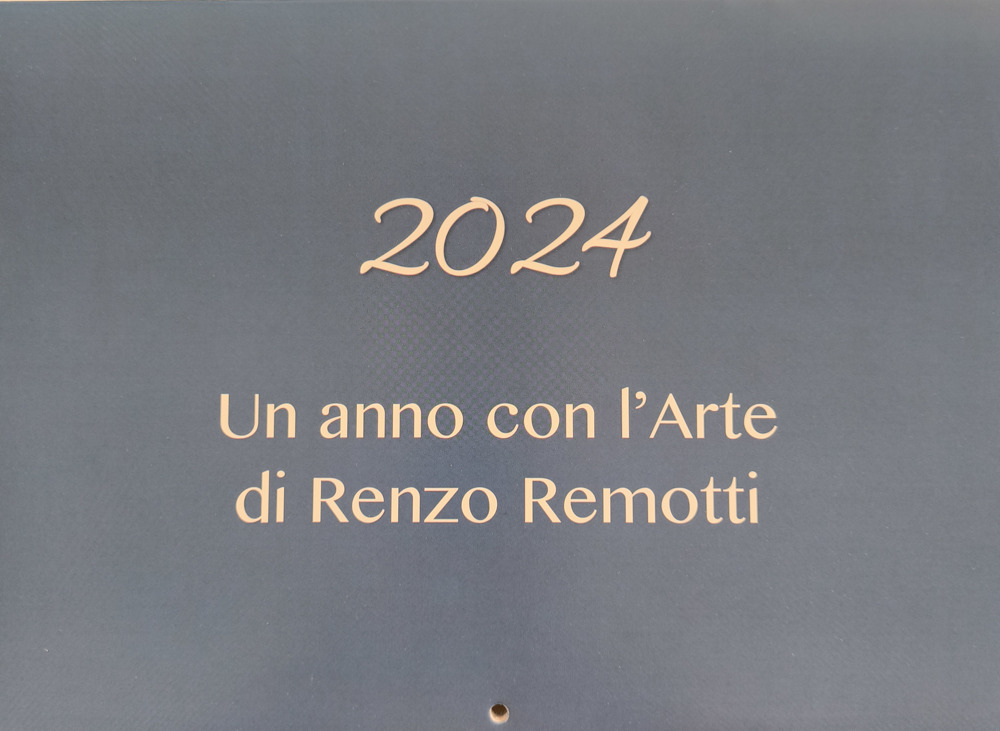 2024
Un anno con l’Arte
di Renzo Remotti